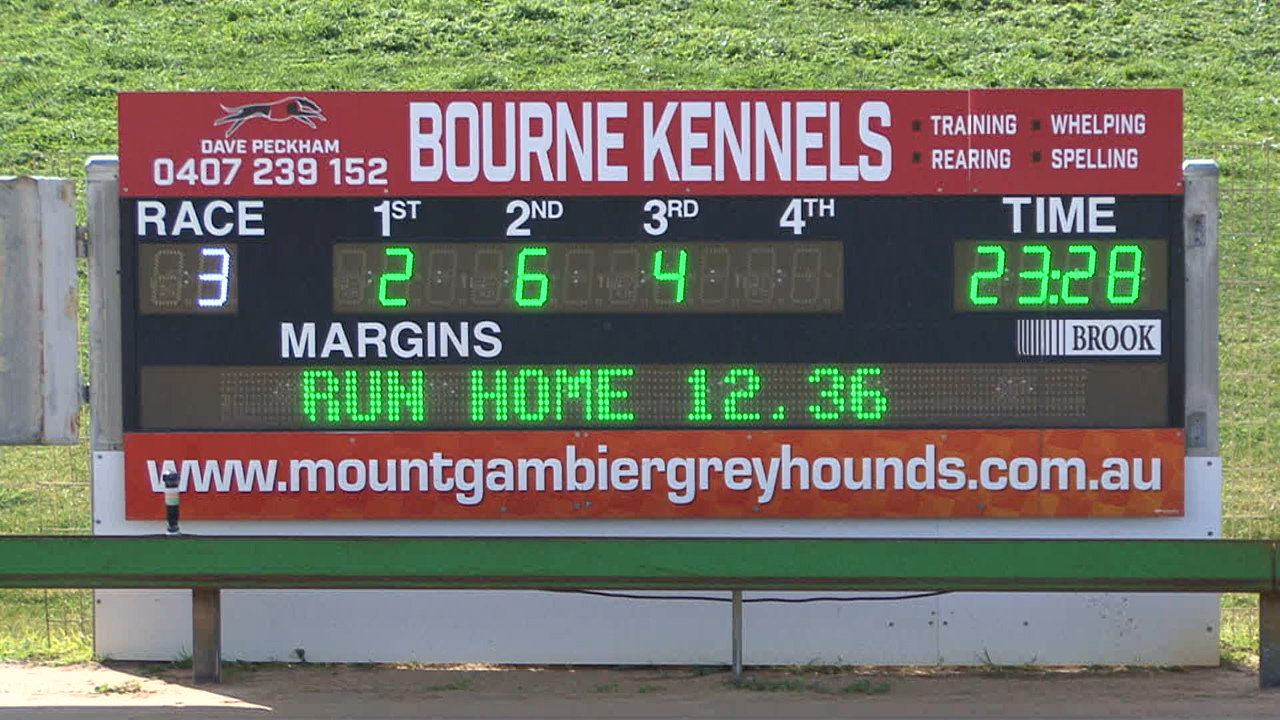 DAVE PECKHAM
0407 239 152
BOURNE KENNELS
TRAINING WHELPING
REARING SPELLING
RACE 1ST 2ND 3RD 4TH TIME
3 2 6 4 23:28
MARGINS BROOK
RUN HOME 12.36
www.mountgambiergreyhounds.com.au